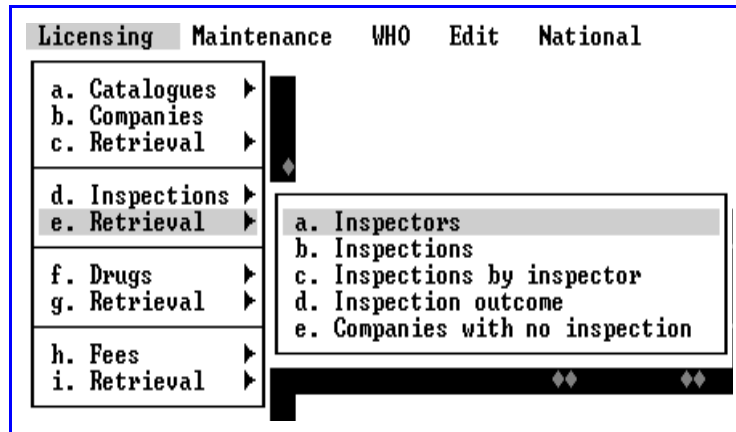 Licensing Maintenance WHO Edit National
a. Catalogues
b. Companies
c. Retrieval
d. Inspections
e. Retrieval
f. Drugs
g. Retrieval
h. Fees
i. Retrieval
a. Inspectors
b. Inspections
c. Inspections by inspector
d. Inspection outcome
e. Companies with no inspection